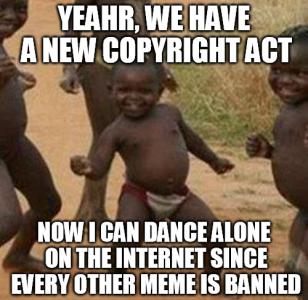 YEAHR, WE HAVE
A NEW COPYRIGHT ACT
NOW I CAN DANCE ALONE
ON THE INTERNET SINCE
EVERY OTHER MEME IS BANNED